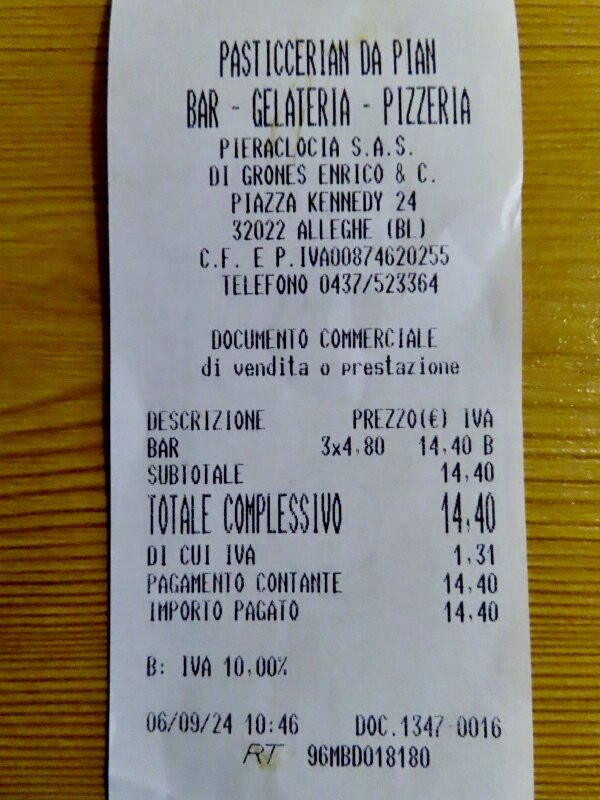 PASTICCERIAN DA PIAN
BAR - GELATERIA - PIZZERIA
PIERACLOCIA S.A.S.
DI GRONES ENRICO & C.
PIAZZA KENNEDY 24
32022 ALLEGHE (BL)
C.F. E P.IVA00874620255
TELEFONO 0437/523364
DOCUMENTO COMMERCIALE
di vendita o prestazione
DESCRIZIONE PREZZO(€) IVA
BAR 3x4,80 14,40 B
SUBTOTALE 14,40
TOTALE COMPLESSIVO 14,40
DI CUI IVA 1,31
PAGAMENTO CONTANTE 14,40
IMPORTO PAGATO 14,40
B: IVA 10,00%
06/09/24 10:46 DOC.1347-0016
RT 96MBD018180